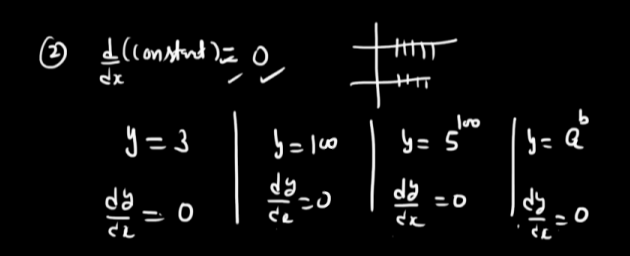 ② d/dx (constant) = 0
y = 3 | y = 100 | y = 5^100 | y = a^b
dy/dx = 0 | dy/dx = 0 | dy/dx = 0 | dy/dx = 0